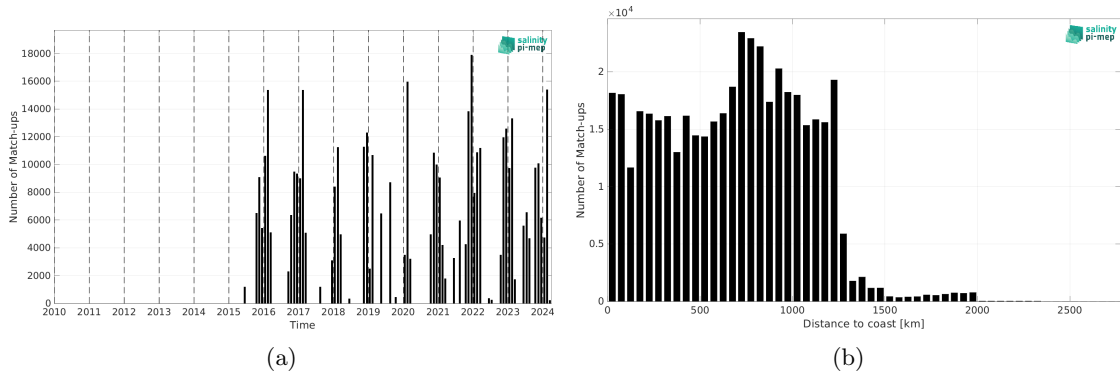 salinity
pi-mep
Number of Match-ups
18000
16000
14000
12000
10000
8000
6000
4000
2000
0
2010 2011 2012 2013 2014 2015 2016 2017 2018 2019 2020 2021 2022 2023 2024
Time
(a)
×10⁴
salinity
pi-mep
Number of Match-ups
2
1.5
1
0.5
0
0 500 1000 1500 2000 2500
Distance to coast [km]
(b)